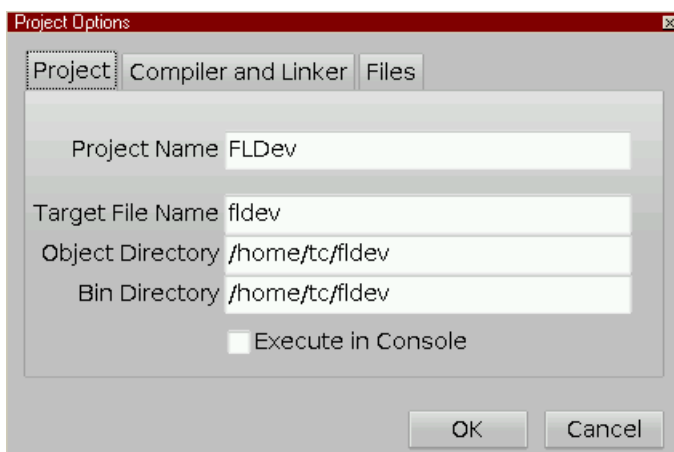 Project Options
Project Compiler and Linker Files
Project Name FLDev
Target File Name fldev
Object Directory /home/tc/fldev
Bin Directory /home/tc/fldev
Execute in Console
OK Cancel